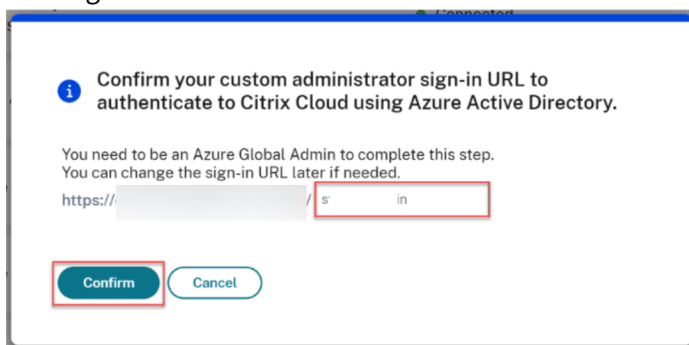 Connected
Confirm your custom administrator sign-in URL to
authenticate to Citrix Cloud using Azure Active Directory.
You need to be an Azure Global Admin to complete this step.
You can change the sign-in URL later if needed.
https:// / s in
Confirm Cancel